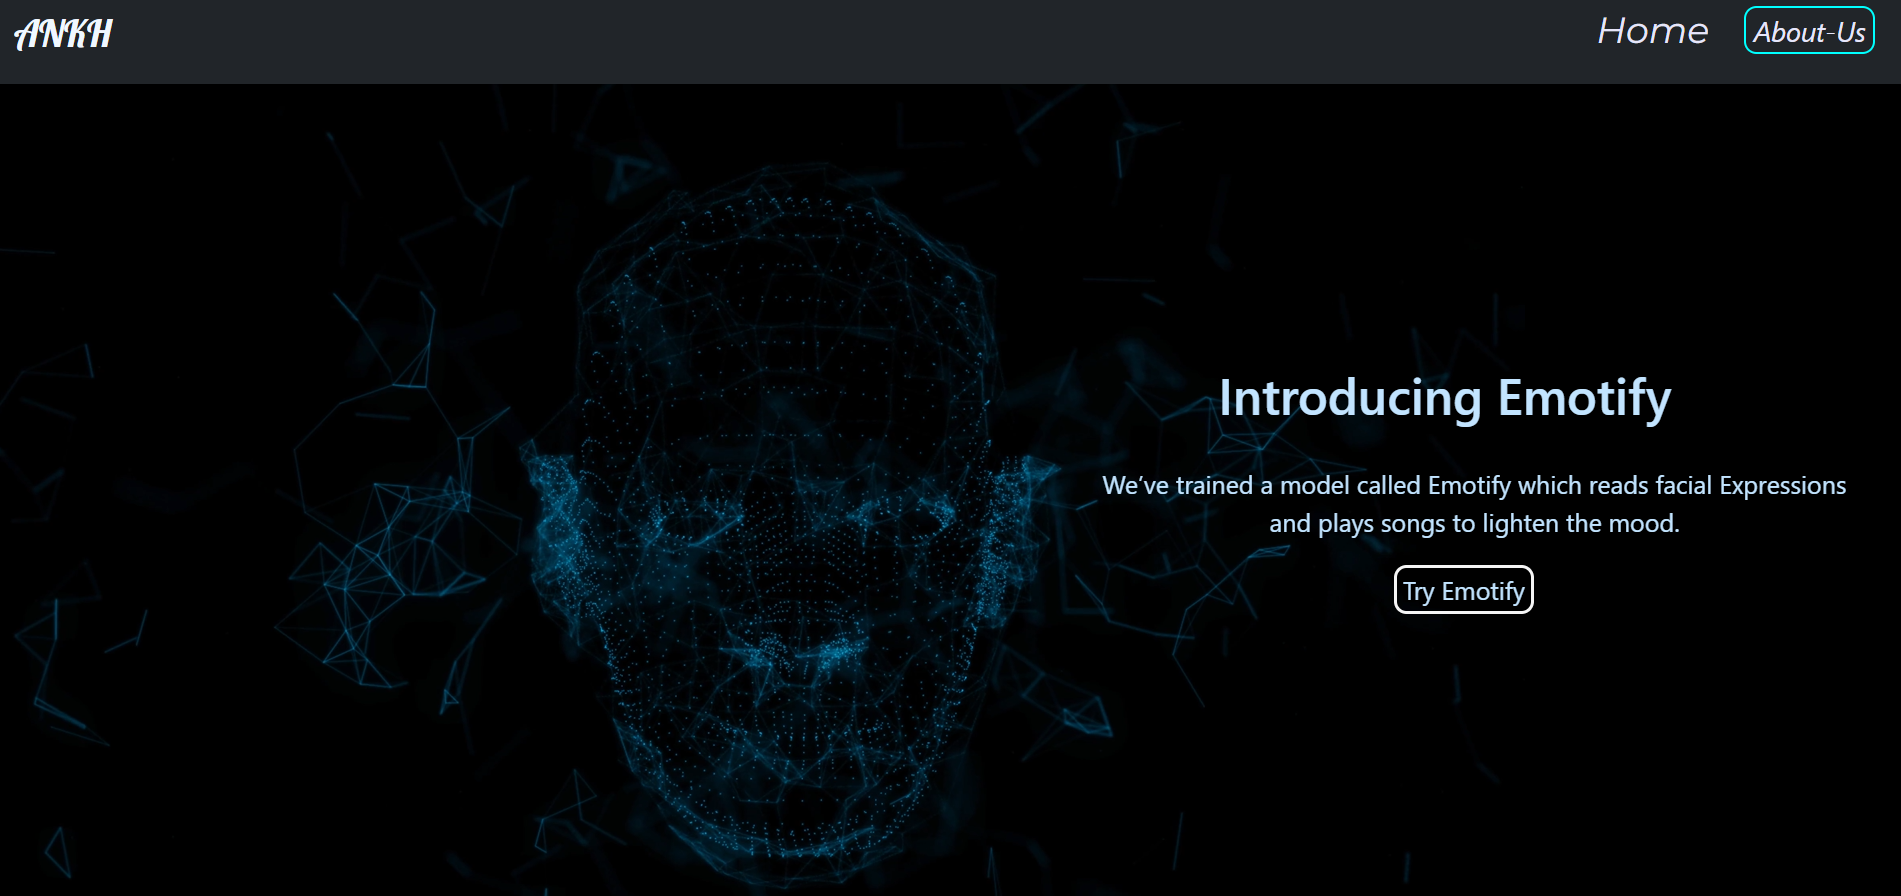 ANKH
Home
About-Us
Introducing Emotify
We’ve trained a model called Emotify which reads facial Expressions
and plays songs to lighten the mood.
Try Emotify